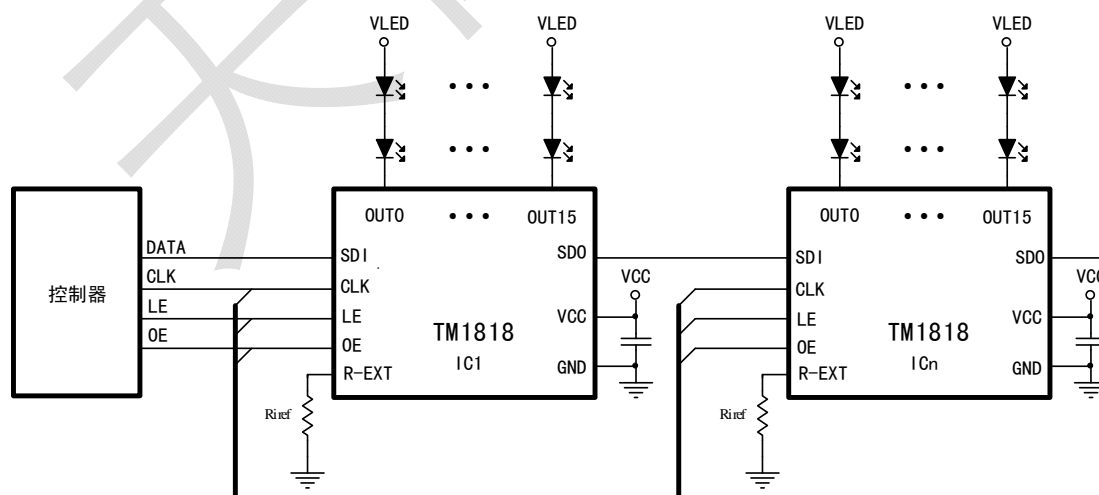 VLED
VLED
VLED
VLED
OUT0
OUT15
OUT0
OUT15
DATA
CLK
LE
OE
控制器
SDI
CLK
LE
OE
R-EXT
SDO
VCC
GND
TM1818
IC1
VCC
Riref
SDI
CLK
LE
OE
R-EXT
SDO
VCC
GND
TM1818
ICn
VCC
Riref